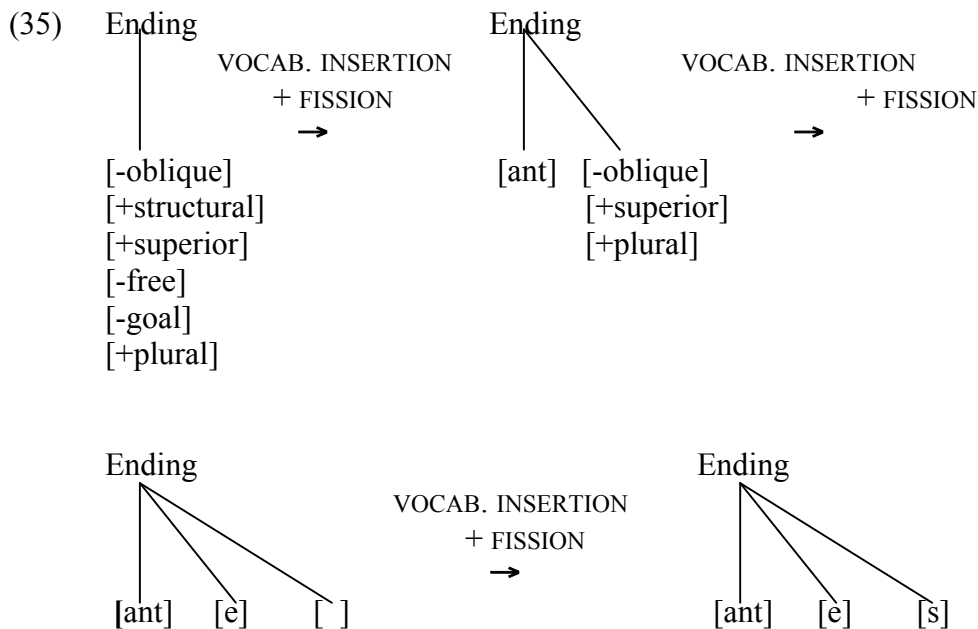 (35) Ending Ending
VOCAB. INSERTION VOCAB. INSERTION
+ FISSION + FISSION
→ →
[-oblique] [ant] [-oblique]
[+structural] [+superior]
[+superior] [+plural]
[-free]
[-goal]
[+plural]
Ending Ending
VOCAB. INSERTION
+ FISSION
→
[ant] [e] [ ] [ant] [e] [s]